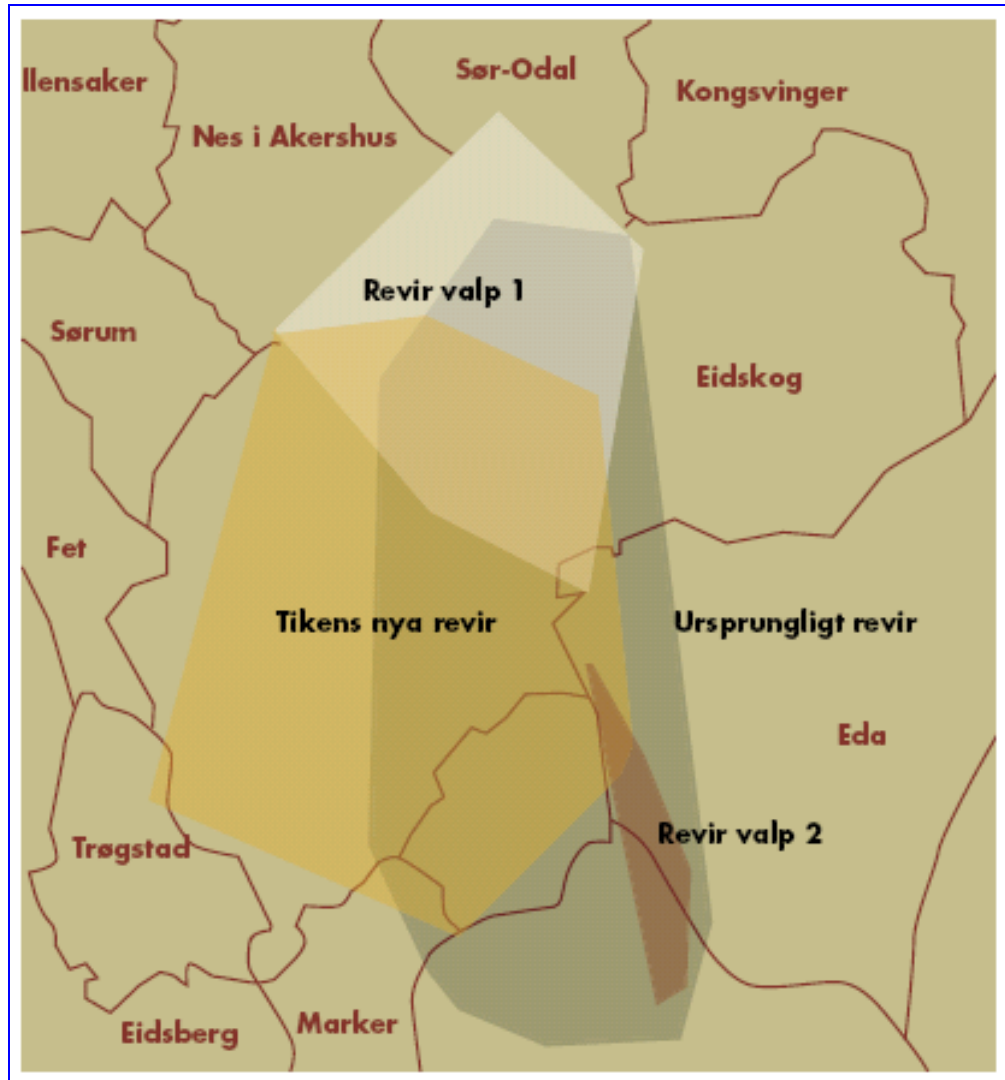 Sør-Odal
llensaker
Kongsvinger
Nes i Akershus
Revir valp 1
Sørum
Eidskog
Fet
Tikens nya revir
Ursprungligt revir
Eda
Revir valp 2
Trøgstad
Marker
Eidsberg